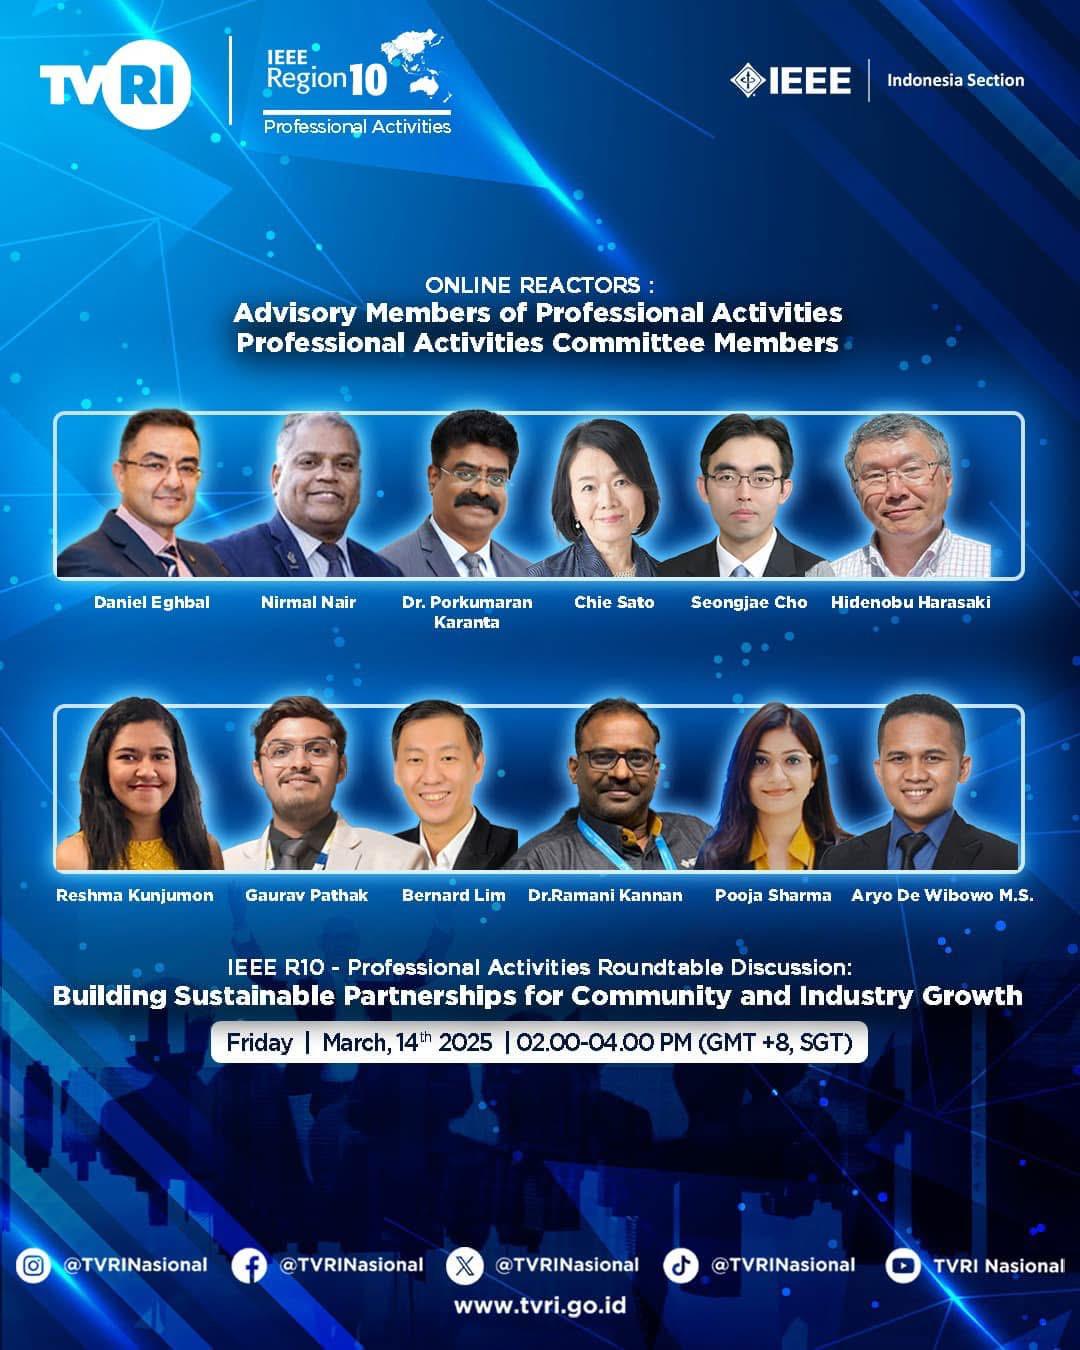 TVRI
IEEE
Region 10
Professional Activities
IEEE
Indonesia Section
ONLINE REACTORS :
Advisory Members of Professional Activities
Professional Activities Committee Members
Daniel Eghbal
Nirmal Nair
Dr. Porkumaran
Karanta
Chie Sato
Seongjae Cho
Hidenobu Harasaki
Reshma Kunjumon
Gaurav Pathak
Bernard Lim
Dr.Ramani Kannan
Pooja Sharma
Aryo De Wibowo M.S.
IEEE R10 - Professional Activities Roundtable Discussion:
Building Sustainable Partnerships for Community and Industry Growth
Friday | March, 14th 2025 | 02.00-04.00 PM (GMT +8, SGT)
@TVRINasional
@TVRINasional
@TVRINasional
@TVRINasional
TVRI Nasional
www.tvri.go.id